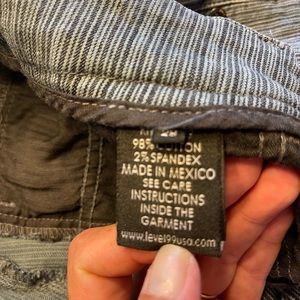 98% COTTON
2% SPANDEX
MADE IN MEXICO
SEE CARE
INSTRUCTIONS
INSIDE THE
GARMENT
www.level99usa.com